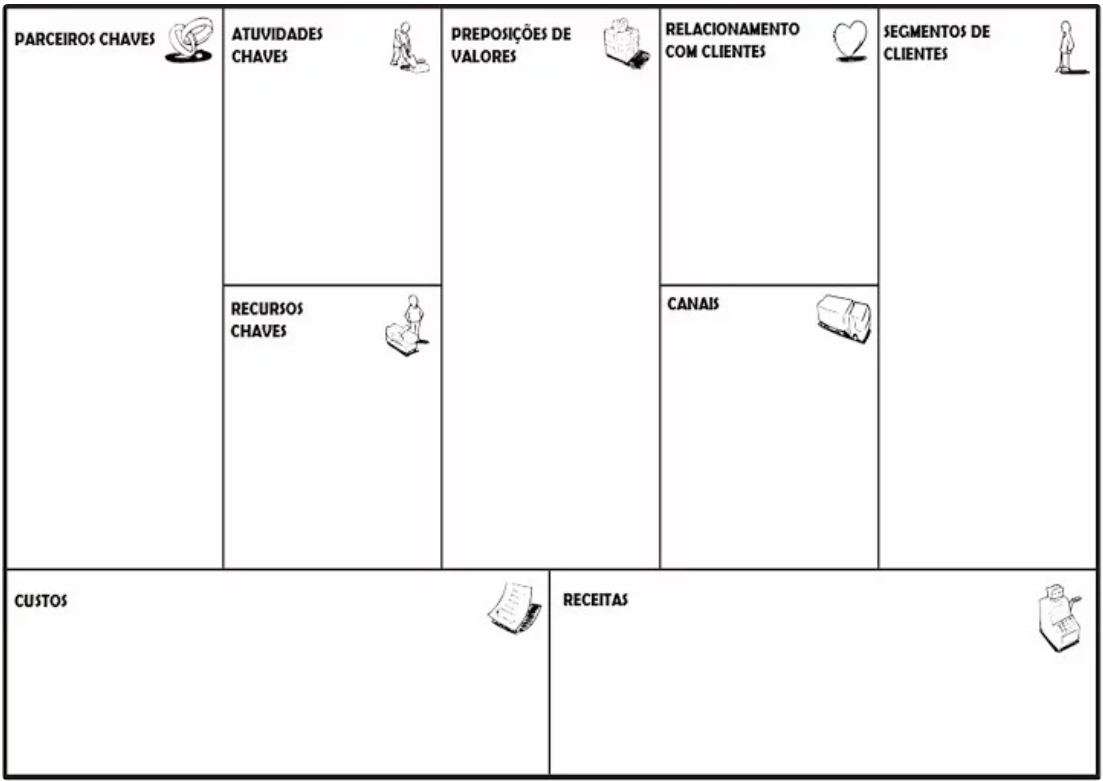 PARCEIROS CHAVES
ATUVIDADES
CHAVES
PREPOSIÇÕES DE
VALORES
RELACIONAMENTO
COM CLIENTES
SEGMENTOS DE
CLIENTES
RECURSOS
CHAVES
CANAIS
CUSTOS
RECEITAS